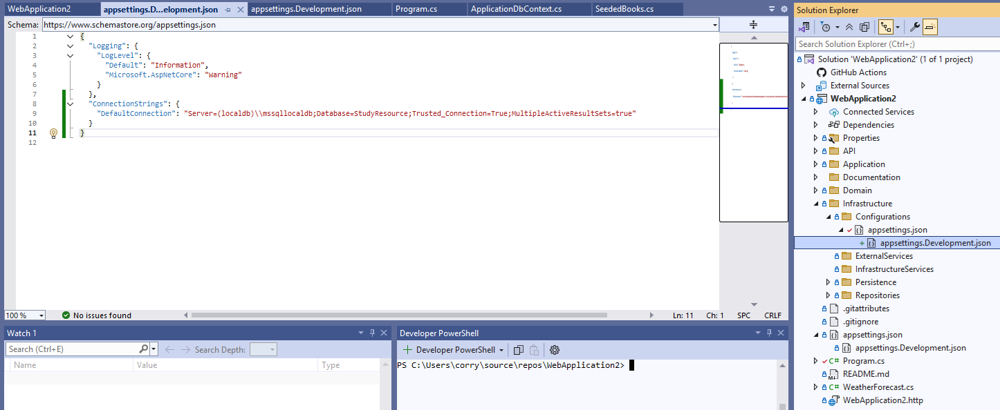 WebApplication2
appsettings.D...elopment.json
appsettings.Development.json
Program.cs
ApplicationDbContext.cs
SeededBooks.cs
Schema: https://www.schemastore.org/appsettings.json
1 {
2 "Logging": {
3 "LogLevel": {
4 "Default": "Information",
5 "Microsoft.AspNetCore": "Warning"
6 }
7 },
8 "ConnectionStrings": {
9 "DefaultConnection": "Server=(localdb)\\mssqllocaldb;Database=StudyResource;Trusted_Connection=True;MultipleActiveResultSets=true"
10 }
11 }
12
100 %
No issues found
Ln: 11 Ch: 1 SPC CRLF
Watch 1
Search (Ctrl+E)
Search Depth:
Name Value Type
Developer PowerShell
Developer PowerShell
PS C:\Users\corry\source\repos\WebApplication2>
Solution Explorer
Search Solution Explorer (Ctrl+;)
Solution 'WebApplication2' (1 of 1 project)
GitHub Actions
External Sources
WebApplication2
Connected Services
Dependencies
Properties
API
Application
Documentation
Domain
Infrastructure
Configurations
appsettings.json
appsettings.Development.json
ExternalServices
InfrastructureServices
Persistence
Repositories
.gitattributes
.gitignore
appsettings.json
appsettings.Development.json
C# Program.cs
README.md
C# WeatherForecast.cs
WebApplication2.http